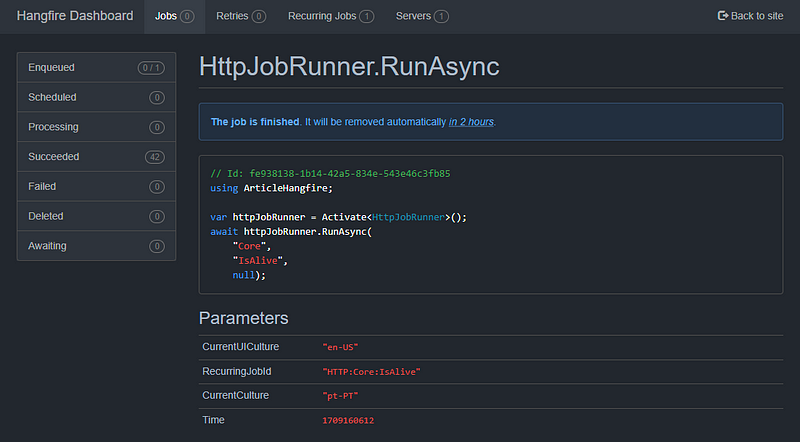 Hangfire Dashboard Jobs 0 Retries 0 Recurring Jobs 1 Servers 1 Back to site
Enqueued 0 / 1
Scheduled 0
Processing 0
Succeeded 42
Failed 0
Deleted 0
Awaiting 0
HttpJobRunner.RunAsync
The job is finished. It will be removed automatically in 2 hours.
// Id: fe938138-1b14-42a5-834e-543e46c3fb85
using ArticleHangfire;
var httpJobRunner = Activate<HttpJobRunner>();
await httpJobRunner.RunAsync(
"Core",
"IsAlive",
null);
Parameters
CurrentUICulture "en-US"
RecurringJobId "HTTP:Core:IsAlive"
CurrentCulture "pt-PT"
Time 1709160612